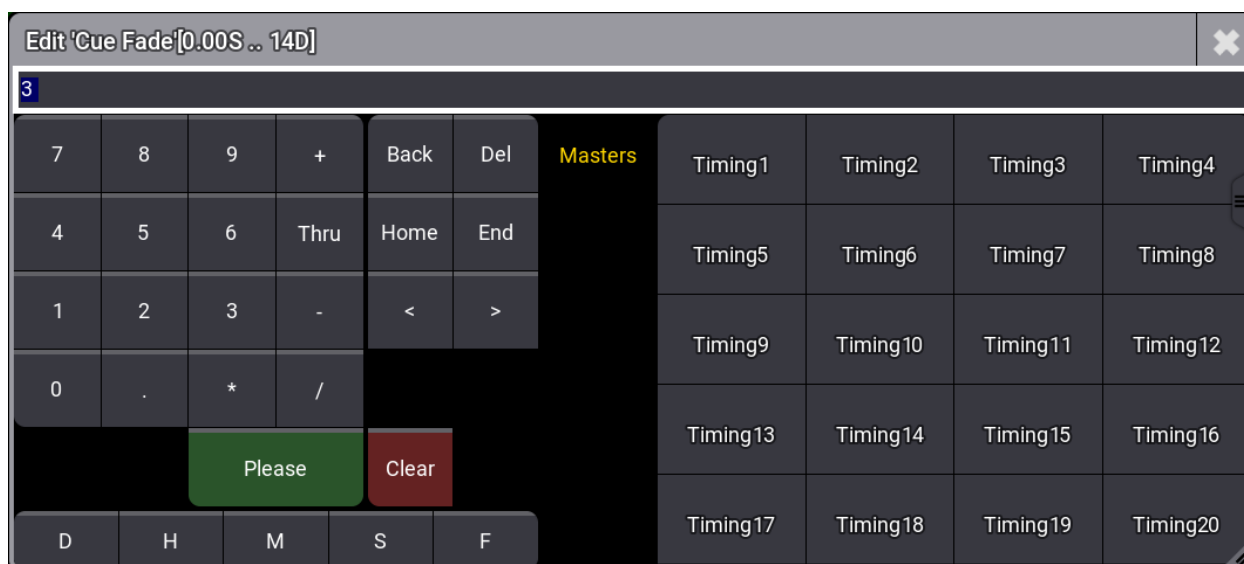 Edit 'Cue Fade'[0.00S .. 14D]
3
7 8 9 + Back Del Masters Timing1 Timing2 Timing3 Timing4
4 5 6 Thru Home End Timing5 Timing6 Timing7 Timing8
1 2 3 - < > Timing9 Timing10 Timing11 Timing12
0 . * / Timing13 Timing14 Timing15 Timing16
Please Clear
D H M S F Timing17 Timing18 Timing19 Timing20